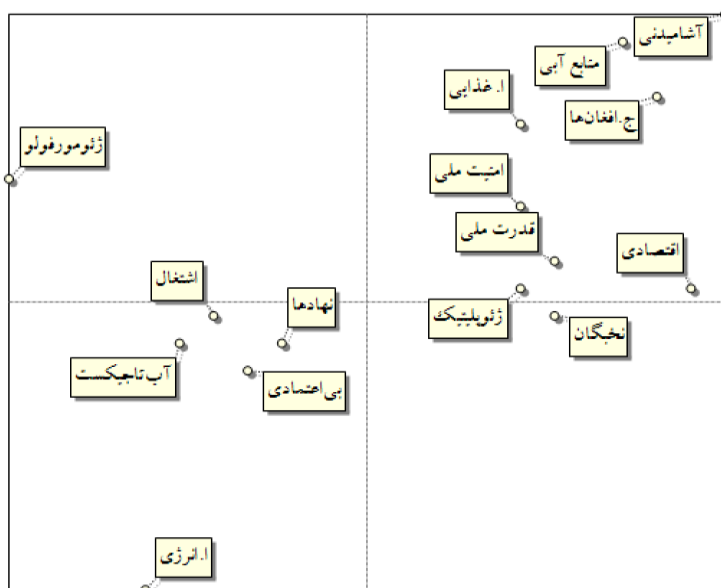 آشامیدنی
منابع آبی
ا. غذایی
ج.افغان‌ها
ژئومورفولو
امنیت ملی
قدرت ملی
اقتصادی
اشتغال
نهادها
ژئوپلیتیک
نخبگان
آب‌تاجیکست
بی‌اعتمادی
ا.انرژی